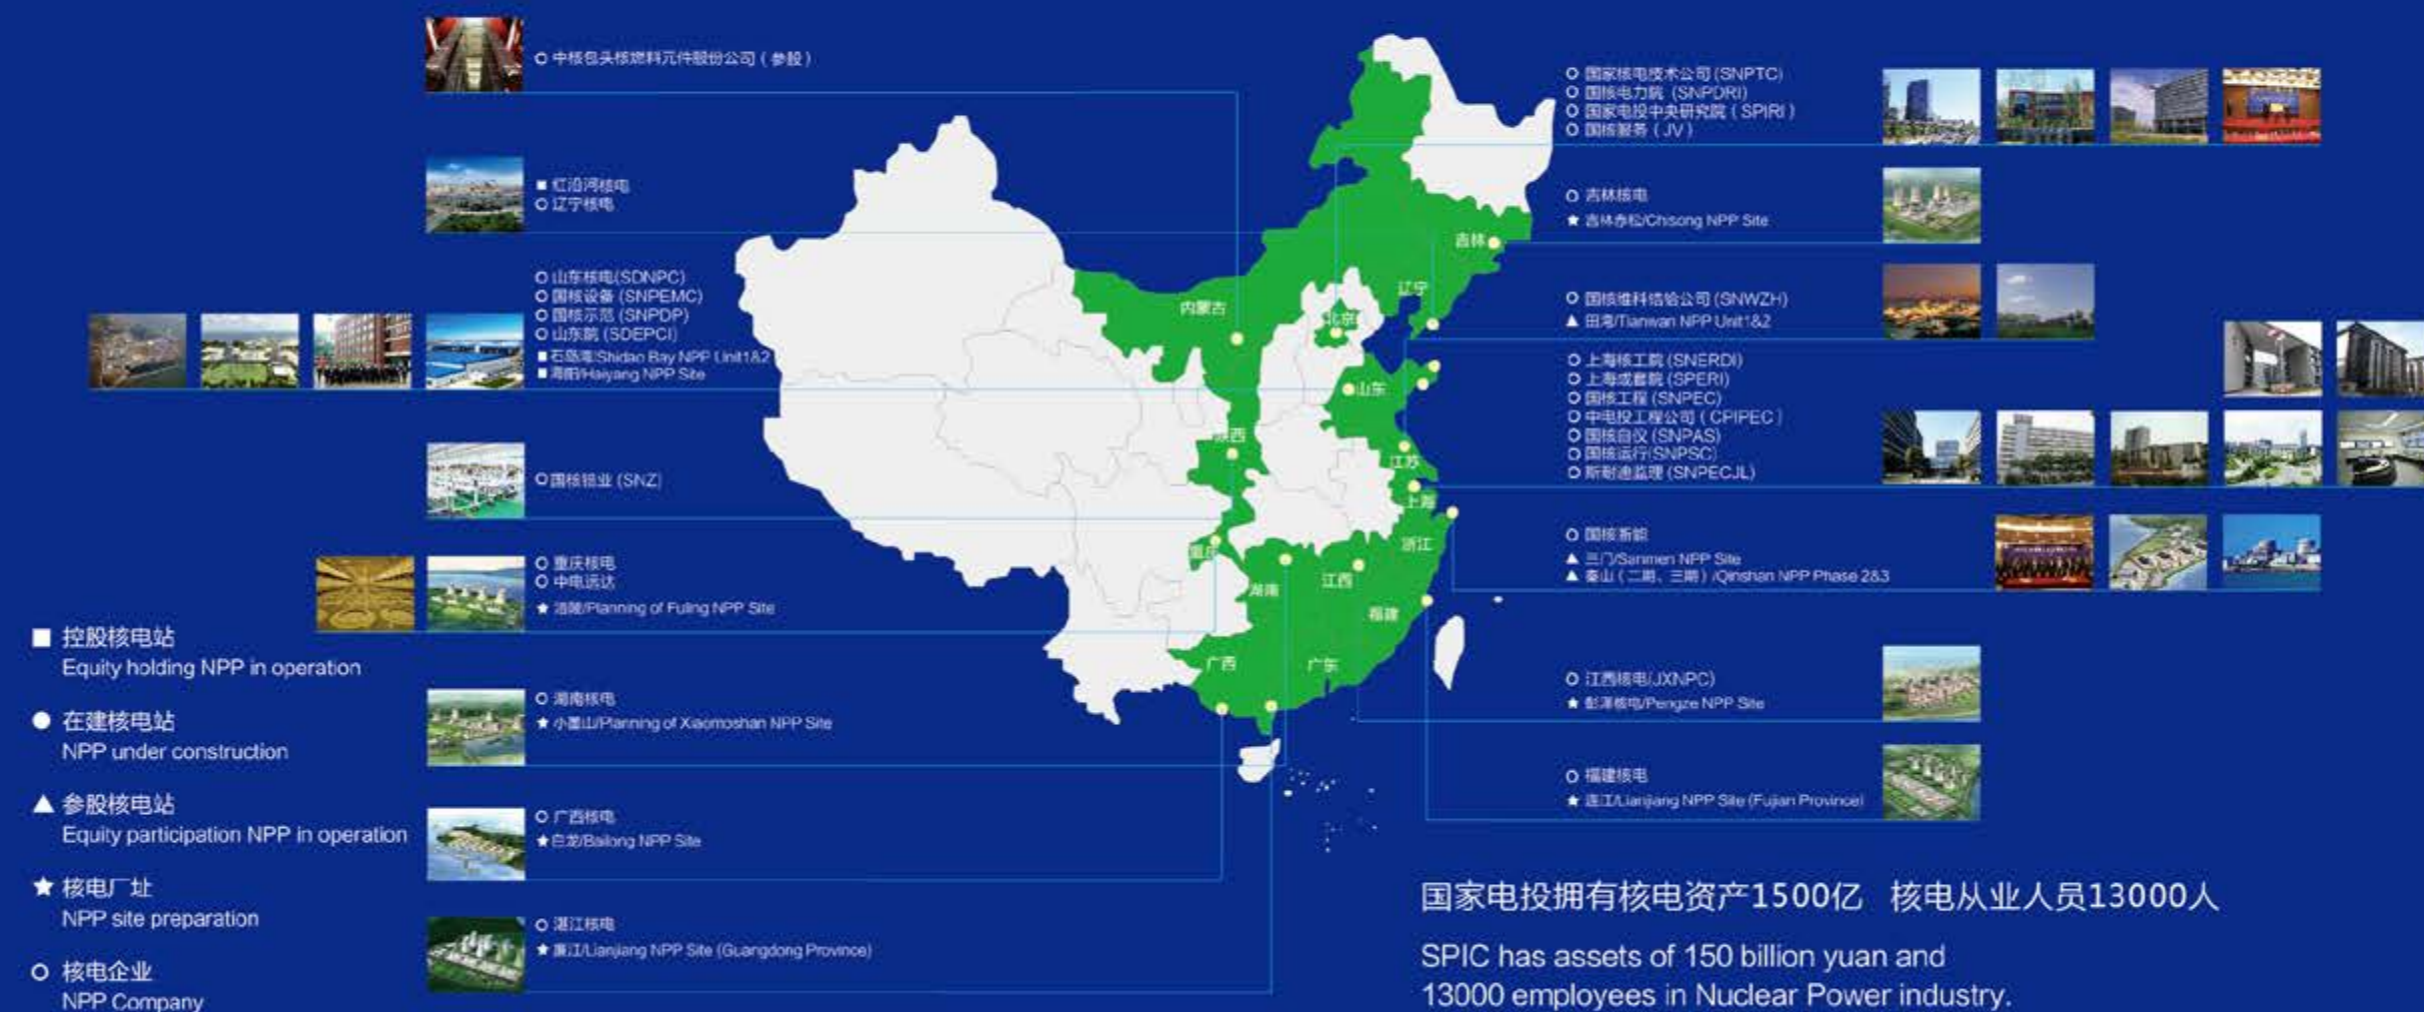 ○ 中核包头核燃料元件股份公司（参股）
■ 红沿河核电
○ 辽宁核电
○ 山东核电(SDNPC)
○ 国核设备 (SNPEMC)
○ 国核示范 (SNPDP)
○ 山东院 (SDEPCI)
■ 石岛湾/Shidao Bay NPP Unit1&2
■ 海阳/Haiyang NPP Site
○ 国核锆业 (SNZ)
○ 重庆核电
○ 中电远达
★ 涪陵/Planning of Fuling NPP Site
○ 湖南核电
★ 小墨山/Planning of Xiaomoshan NPP Site
○ 广西核电
★ 白龙/Bailong NPP Site
○ 湛江核电
★ 廉江/Lianjiang NPP Site (Guangdong Province)
■ 控股核电站
Equity holding NPP in operation
● 在建核电站
NPP under construction
▲ 参股核电站
Equity participation NPP in operation
★ 核电厂址
NPP site preparation
○ 核电企业
NPP Company
吉林
辽宁
内蒙古
北京
山东
陕西
江苏
上海
重庆
浙江
湖南
江西
福建
广西
广东
○ 国家核电技术公司(SNPTC)
○ 国核电力院 (SNPDRI)
○ 国家电投中央研究院（SPIRI）
○ 国核服务（JV）
○ 吉林核电
★ 吉林赤松/Chisong NPP Site
○ 国核维科锆铪公司(SNWZH)
▲ 田湾/Tianwan NPP Unit1&2
○ 上海核工院 (SNERDI)
○ 上海成套院 (SPERI)
○ 国核工程 (SNPEC)
○ 中电投工程公司（CPIPEC）
○ 国核自仪 (SNPAS)
○ 国核运行(SNPSC)
○ 斯耐迪监理 (SNPECJL)
○ 国核浙能
▲ 三门/Sanmen NPP Site
▲ 秦山（二期、三期）/Qinshan NPP Phase 2&3
○ 江西核电(JXNPC)
★ 彭泽核电/Pengze NPP Site
○ 福建核电
★ 连江/Lianjiang NPP Site (Fujian Province)
国家电投拥有核电资产1500亿 核电从业人员13000人
SPIC has assets of 150 billion yuan and
13000 employees in Nuclear Power industry.